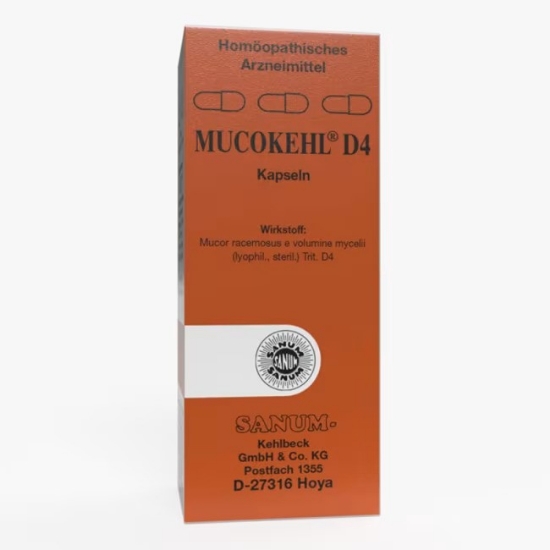 Homöopathisches
Arzneimittel
MUCOKEHL® D4
Kapseln
Wirkstoff:
Mucor racemosus e volumine mycelii
(lyophil., steril.) Trit. D4
SANUM
SANUM
SANUM
SANUM-
Kehlbeck
GmbH & Co. KG
Postfach 1355
D-27316 Hoya